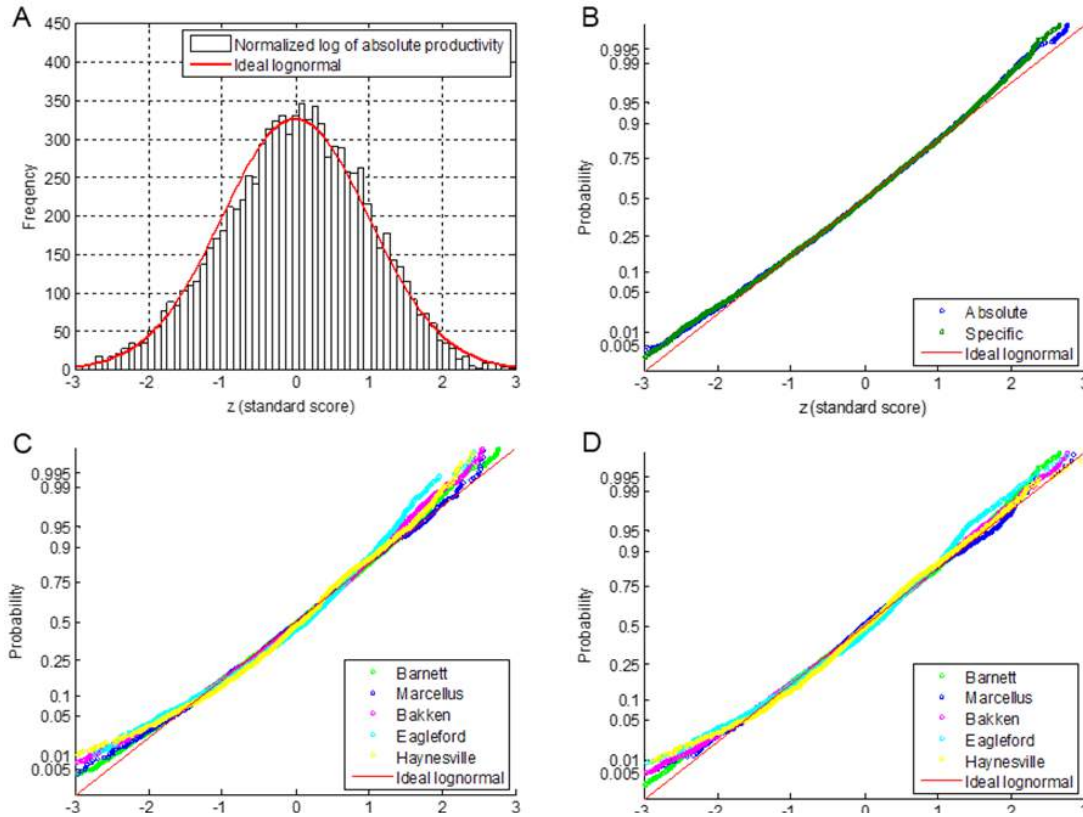 A
450
400
350
300
250
200
150
100
50
0
Freqency
Normalized log of absolute productivity
Ideal lognormal
-3 -2 -1 0 1 2 3
z (standard score)
B
0.995
0.99
0.95
0.9
0.75
0.5
0.25
0.1
0.05
0.01
0.005
Probability
Absolute
Specific
Ideal lognormal
-3 -2 -1 0 1 2 3
z (standard score)
C
0.995
0.99
0.95
0.9
0.75
0.5
0.25
0.1
0.05
0.01
0.005
Probability
Barnett
Marcellus
Bakken
Eagleford
Haynesville
Ideal lognormal
-3 -2 -1 0 1 2 3
D
0.995
0.99
0.95
0.9
0.75
0.5
0.25
0.1
0.05
0.01
0.005
Probability
Barnett
Marcellus
Bakken
Eagleford
Haynesville
Ideal lognormal
-3 -2 -1 0 1 2 3